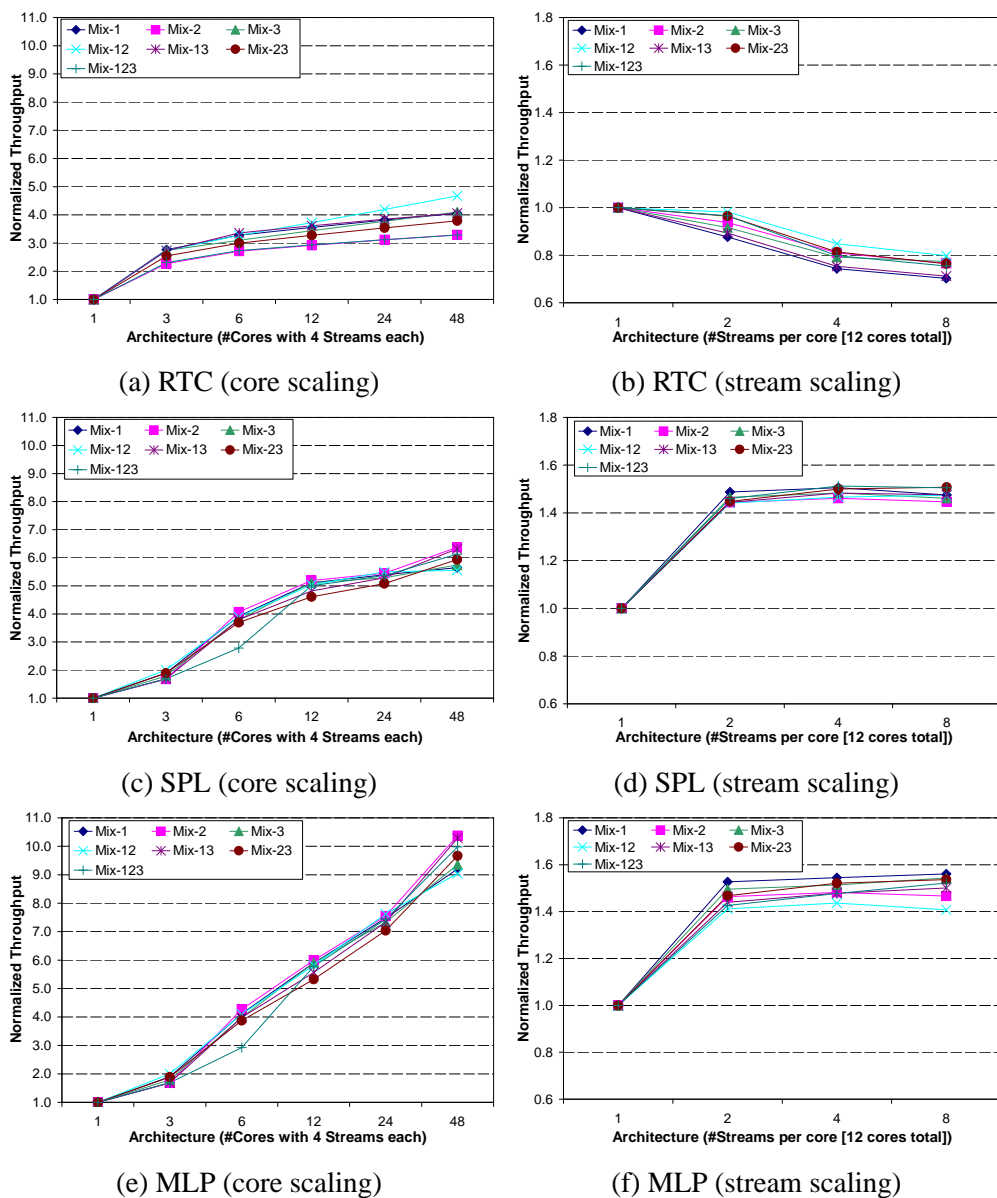 11.0
10.0
9.0
8.0
7.0
6.0
5.0
4.0
3.0
2.0
1.0
Normalized Throughput
Mix-1 Mix-2 Mix-3
Mix-12 Mix-13 Mix-23
Mix-123
1 3 6 12 24 48
Architecture (#Cores with 4 Streams each)
(a) RTC (core scaling)
1.8
1.6
1.4
1.2
1.0
0.8
0.6
Normalized Throughput
Mix-1 Mix-2 Mix-3
Mix-12 Mix-13 Mix-23
Mix-123
1 2 4 8
Architecture (#Streams per core [12 cores total])
(b) RTC (stream scaling)
11.0
10.0
9.0
8.0
7.0
6.0
5.0
4.0
3.0
2.0
1.0
Normalized Throughput
Mix-1 Mix-2 Mix-3
Mix-12 Mix-13 Mix-23
Mix-123
1 3 6 12 24 48
Architecture (#Cores with 4 Streams each)
(c) SPL (core scaling)
1.8
1.6
1.4
1.2
1.0
0.8
0.6
Normalized Throughput
Mix-1 Mix-2 Mix-3
Mix-12 Mix-13 Mix-23
Mix-123
1 2 4 8
Architecture (#Streams per core [12 cores total])
(d) SPL (stream scaling)
11.0
10.0
9.0
8.0
7.0
6.0
5.0
4.0
3.0
2.0
1.0
Normalized Throughput
Mix-1 Mix-2 Mix-3
Mix-12 Mix-13 Mix-23
Mix-123
1 3 6 12 24 48
Architecture (#Cores with 4 Streams each)
(e) MLP (core scaling)
1.8
1.6
1.4
1.2
1.0
0.8
0.6
Normalized Throughput
Mix-1 Mix-2 Mix-3
Mix-12 Mix-13 Mix-23
Mix-123
1 2 4 8
Architecture (#Streams per core [12 cores total])
(f) MLP (stream scaling)